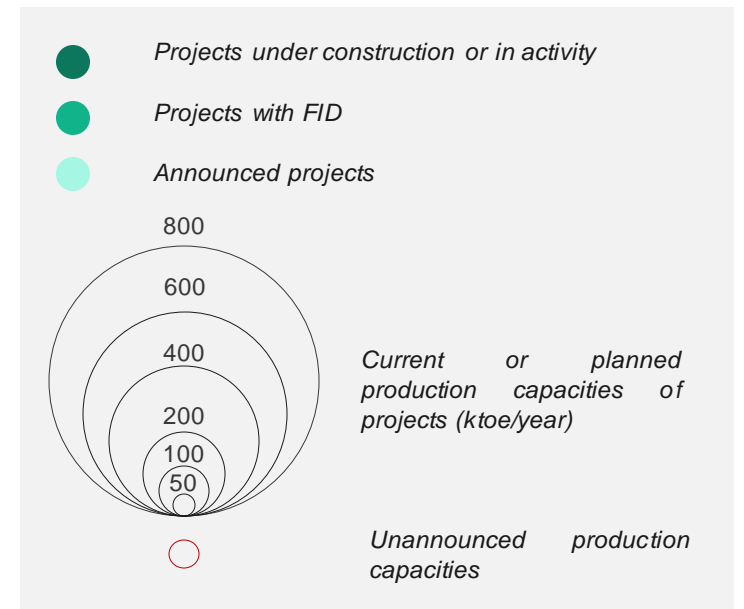 Projects under construction or in activity
Projects with FID
Announced projects
800
600
400
200
100
50
Current or planned
production capacities of
projects (ktoe/year)
Unannounced production
capacities